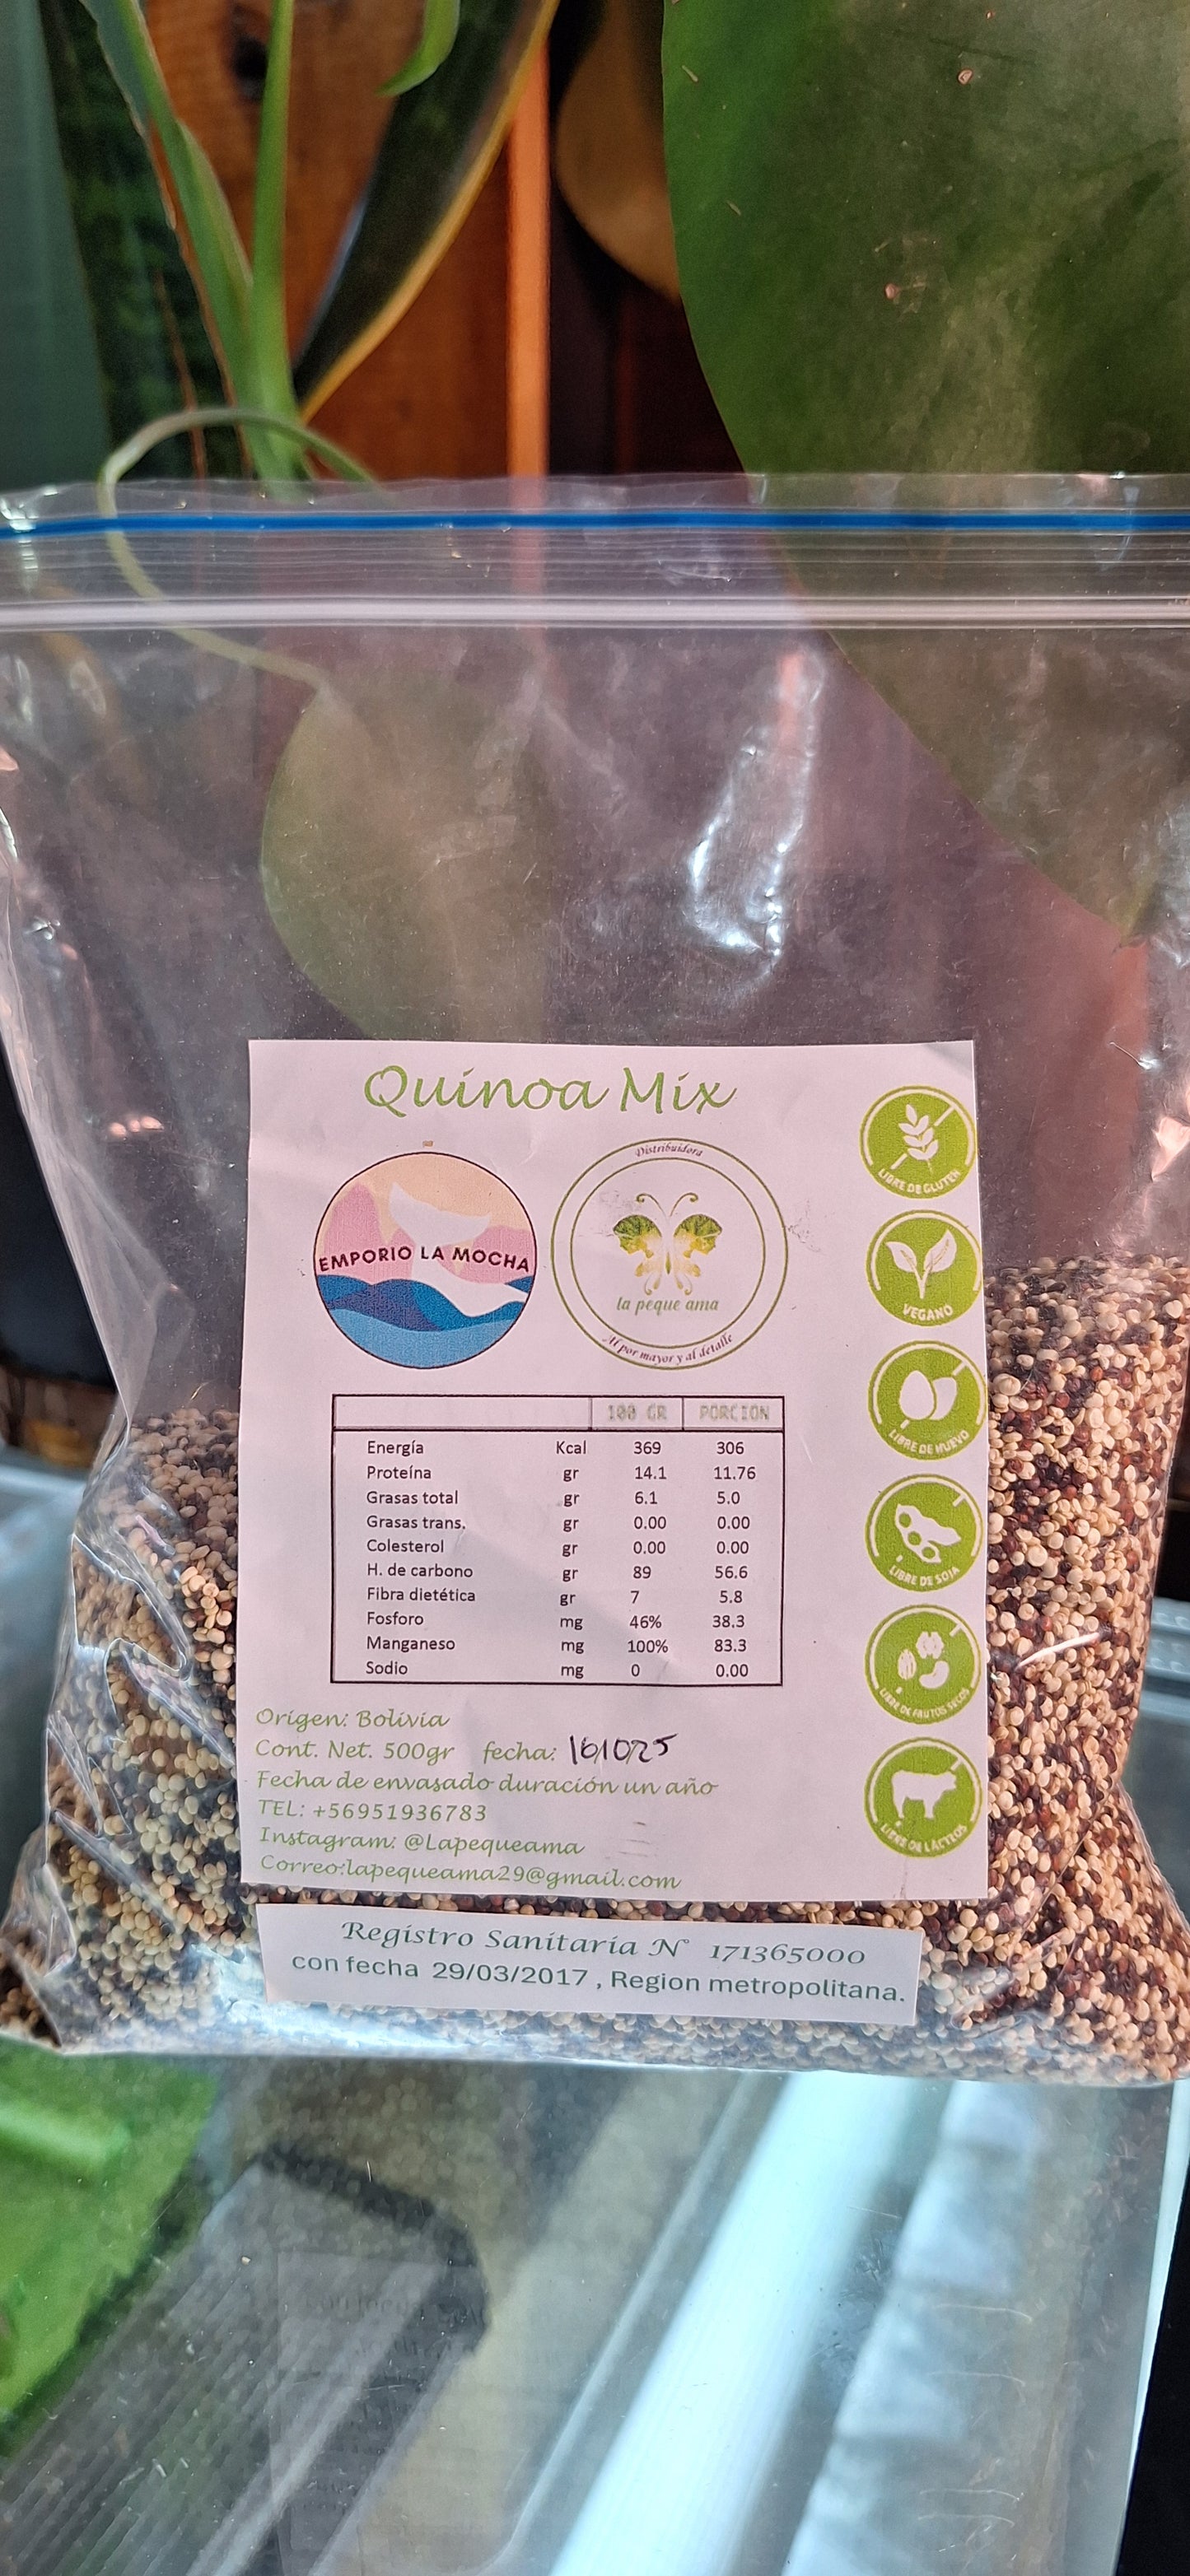 Quinoa Mix
EMPORIO LA MOCHA
Distribuidora
la peque ama
Al por mayor y al detalle
LIBRE DE GLUTEN
VEGANO
LIBRE DE HUEVO
LIBRE DE SOJA
LIBRE DE FRUTOS SECOS
LIBRE DE LÁCTEOS
100 GR PORCION
Energía Kcal 369 306
Proteína gr 14.1 11.76
Grasas total gr 6.1 5.0
Grasas trans. gr 0.00 0.00
Colesterol gr 0.00 0.00
H. de carbono gr 89 56.6
Fibra dietética gr 7 5.8
Fosforo mg 46% 38.3
Manganeso mg 100% 83.3
Sodio mg 0 0.00
Origen: Bolivia
Cont. Net. 500gr fecha: 161025
Fecha de envasado duración un año
TEL: +56951936783
Instagram: @Lapequeama
Correo:lapequeama29@gmail.com
Registro Sanitaria N° 171365000
con fecha 29/03/2017 , Region metropolitana.